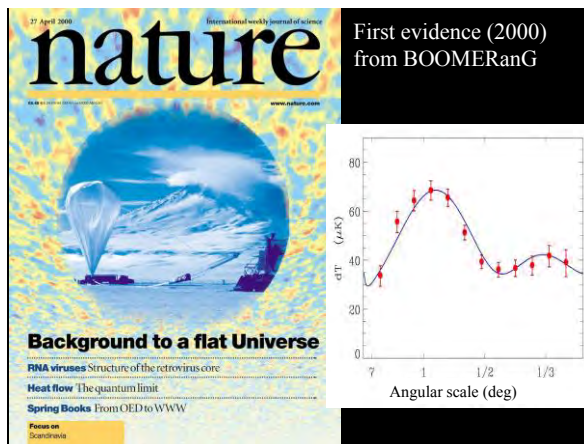 27 April 2000
International weekly journal of science
nature
www.nature.com
Background to a flat Universe
RNA viruses Structure of the retrovirus core
Heat flow The quantum limit
Spring Books From OED to WWW
Focus on
Scandinavia
First evidence (2000)
from BOOMERanG
80
60
40
20
0
dT (μK)
7 1 1/2 1/3
Angular scale (deg)